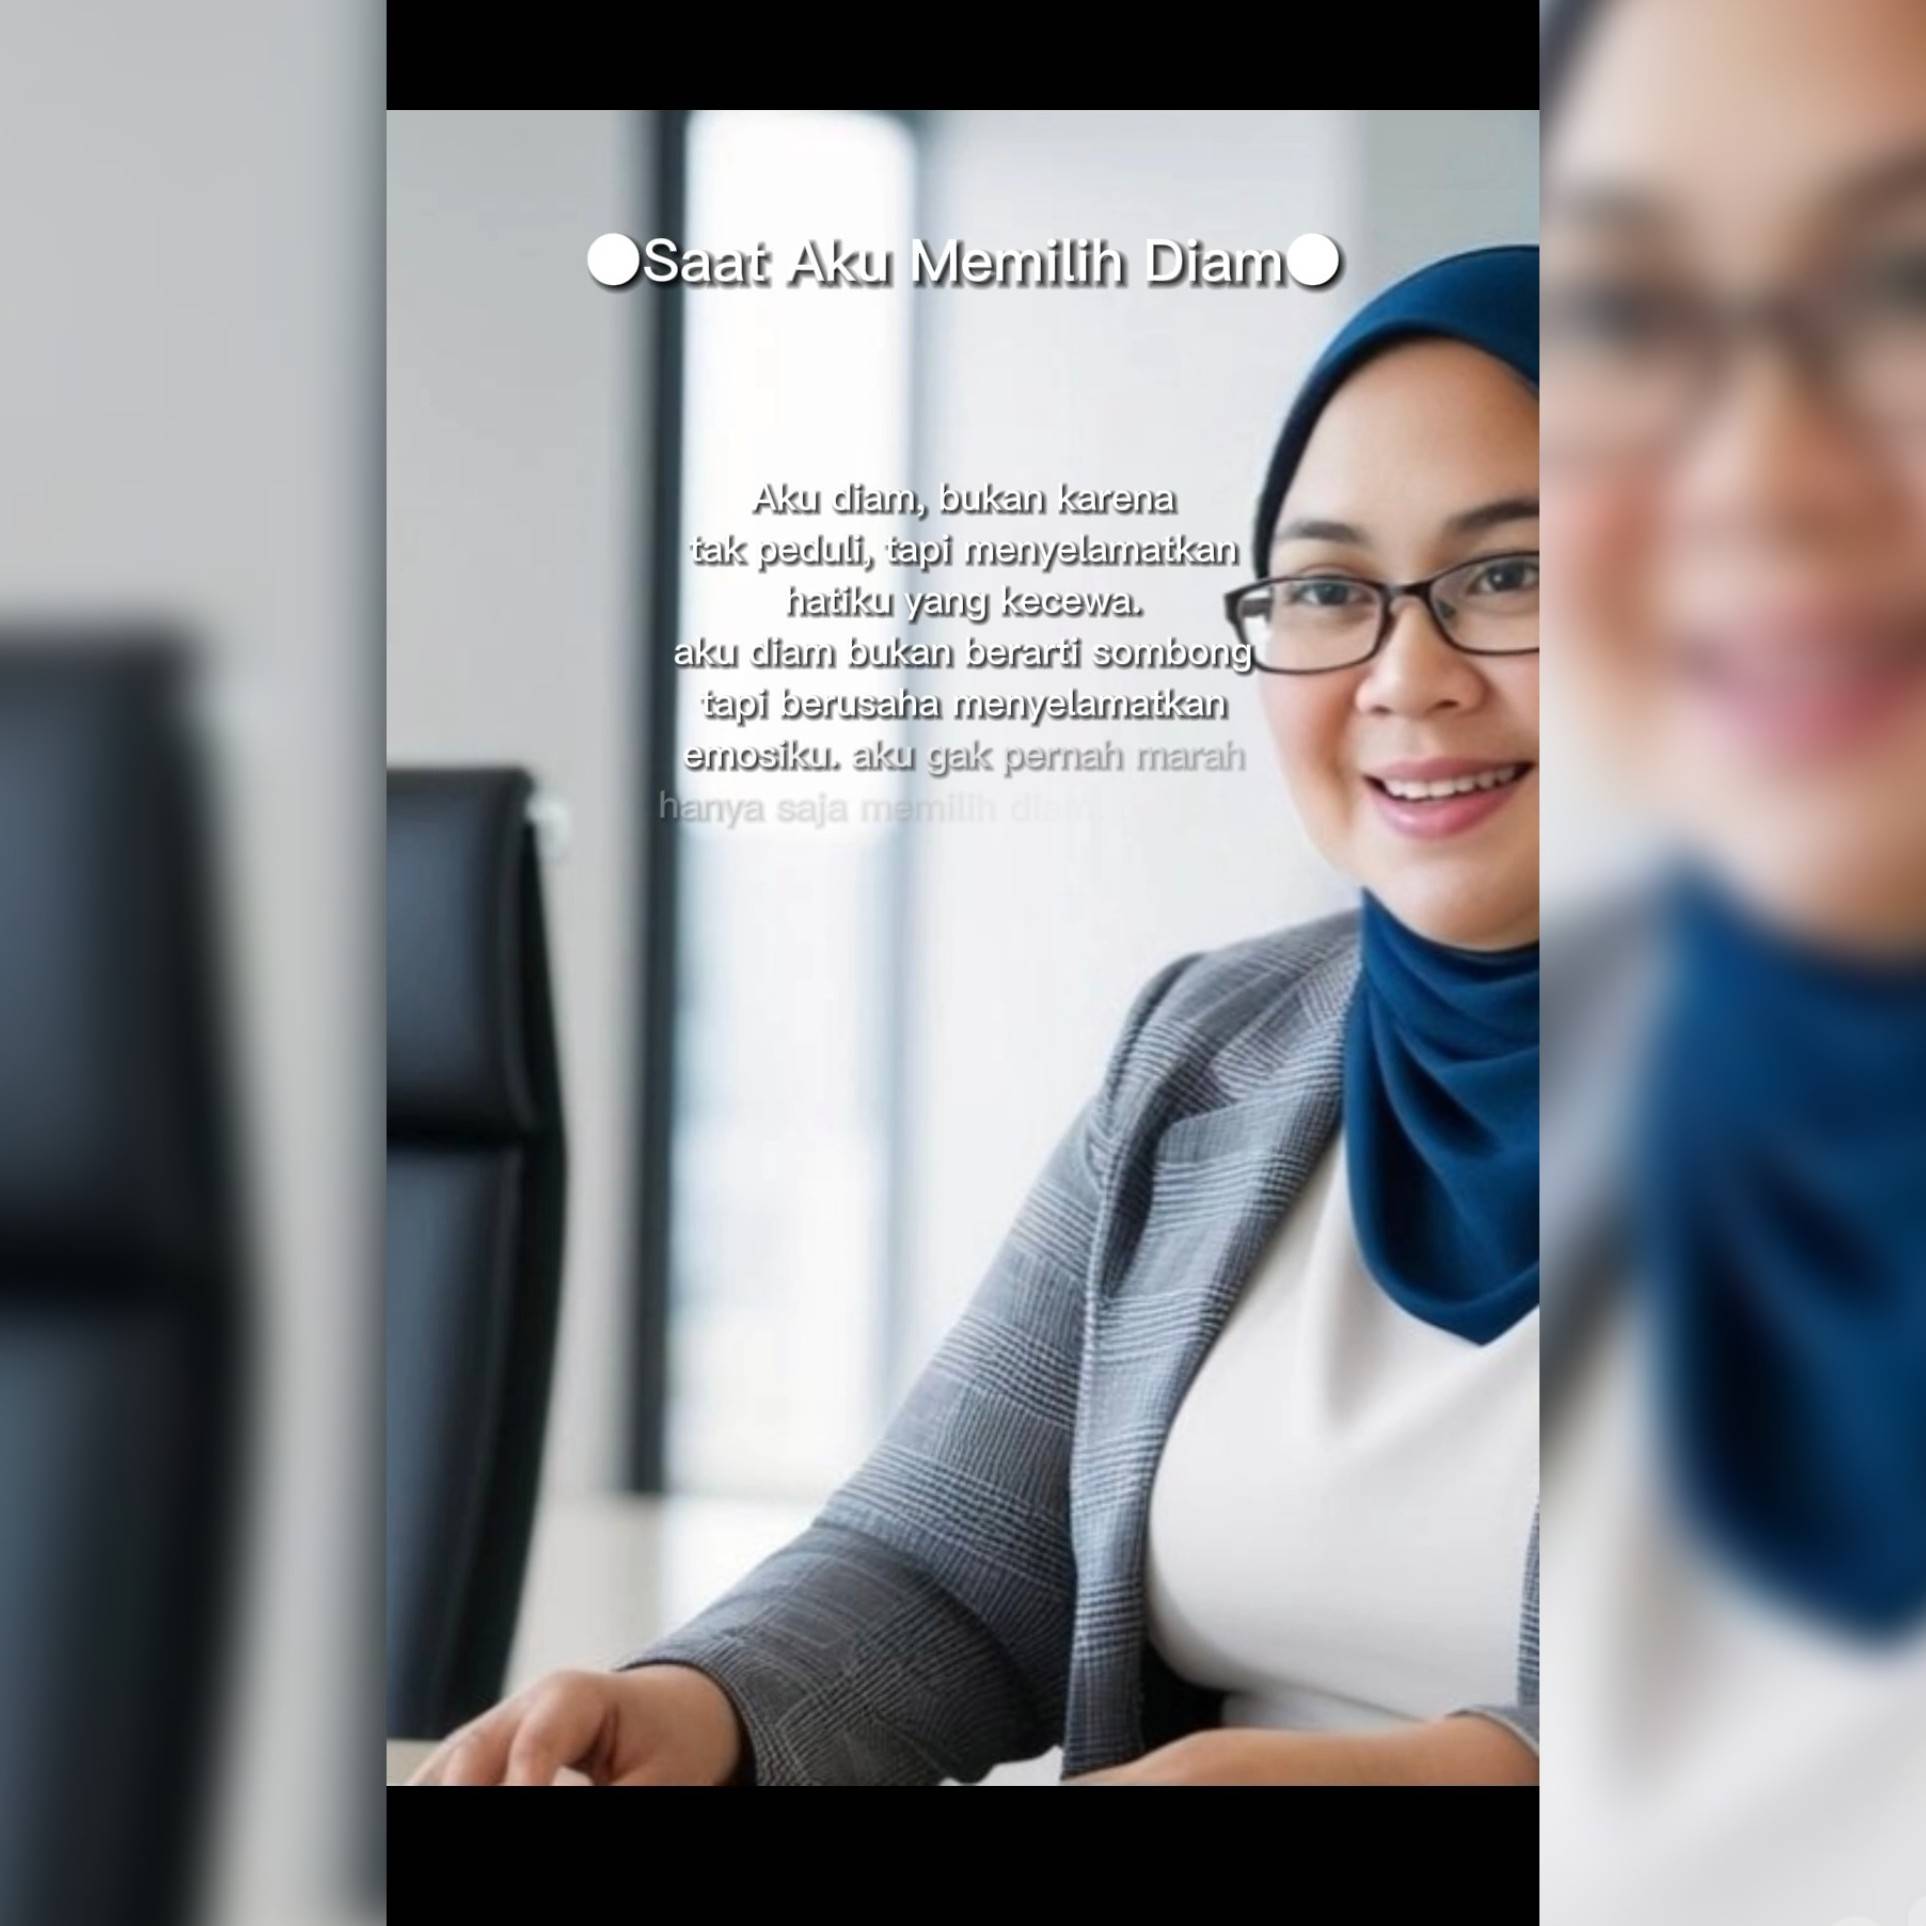 ●Saat Aku Memilih Diam●
Aku diam, bukan karena
tak peduli, tapi menyelamatkan
hatiku yang kecewa.
aku diam bukan berarti sombong
tapi berusaha menyelamatkan
emosiku. aku gak pernah marah
hanya saja memilih diam.